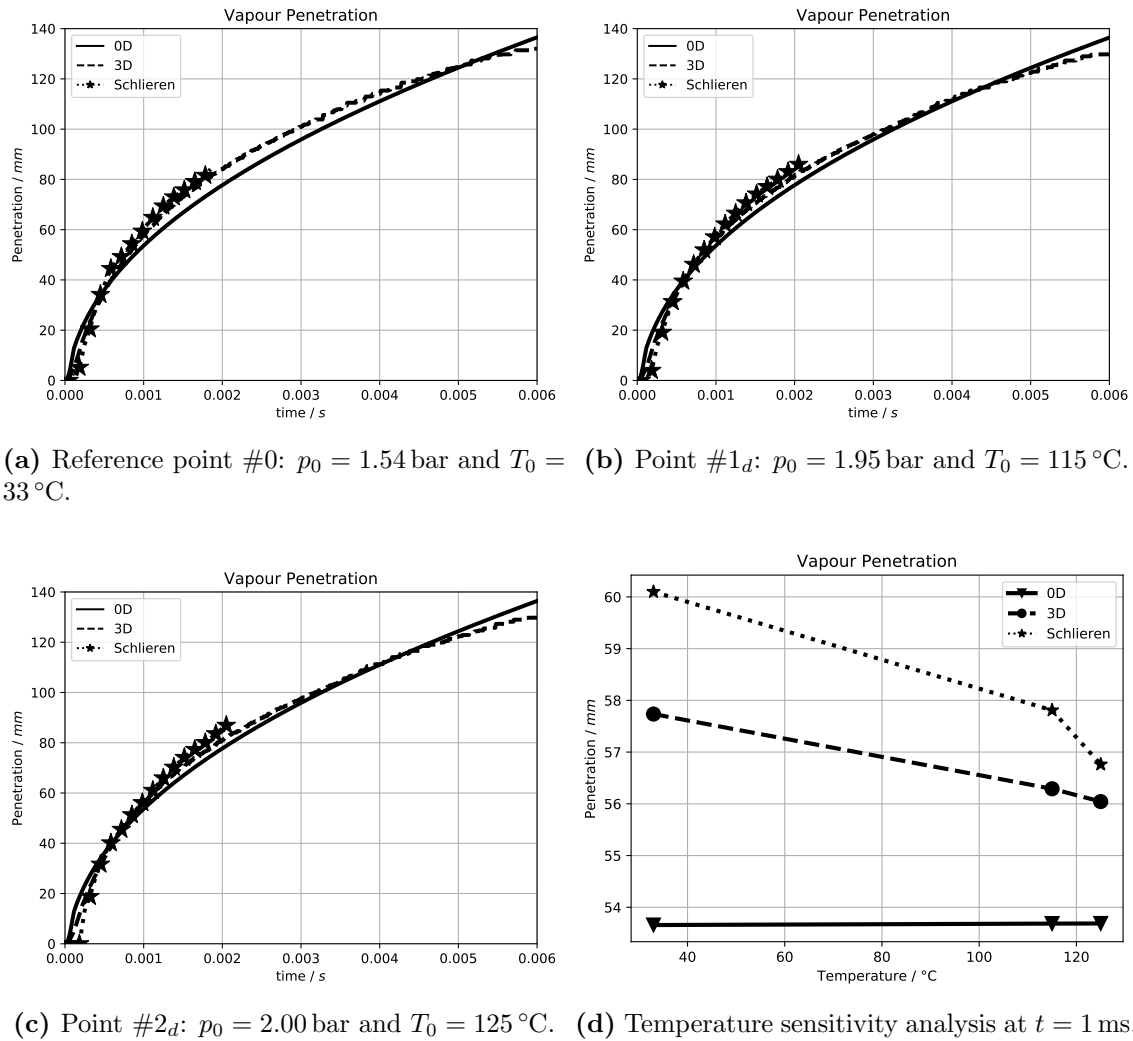 Vapour Penetration
140
120
100
80
60
40
20
0
Penetration / mm
0D
3D
Schlieren
0.000 0.001 0.002 0.003 0.004 0.005 0.006
time / s
(a) Reference point #0: p0 = 1.54 bar and T0 =
33 °C.
Vapour Penetration
140
120
100
80
60
40
20
0
Penetration / mm
0D
3D
Schlieren
0.000 0.001 0.002 0.003 0.004 0.005 0.006
time / s
(b) Point #1d: p0 = 1.95 bar and T0 = 115 °C.
Vapour Penetration
140
120
100
80
60
40
20
0
Penetration / mm
0D
3D
Schlieren
0.000 0.001 0.002 0.003 0.004 0.005 0.006
time / s
(c) Point #2d: p0 = 2.00 bar and T0 = 125 °C.
Vapour Penetration
60
59
58
57
56
55
54
Penetration / mm
0D
3D
Schlieren
40 60 80 100 120
Temperature / °C
(d) Temperature sensitivity analysis at t = 1 ms.